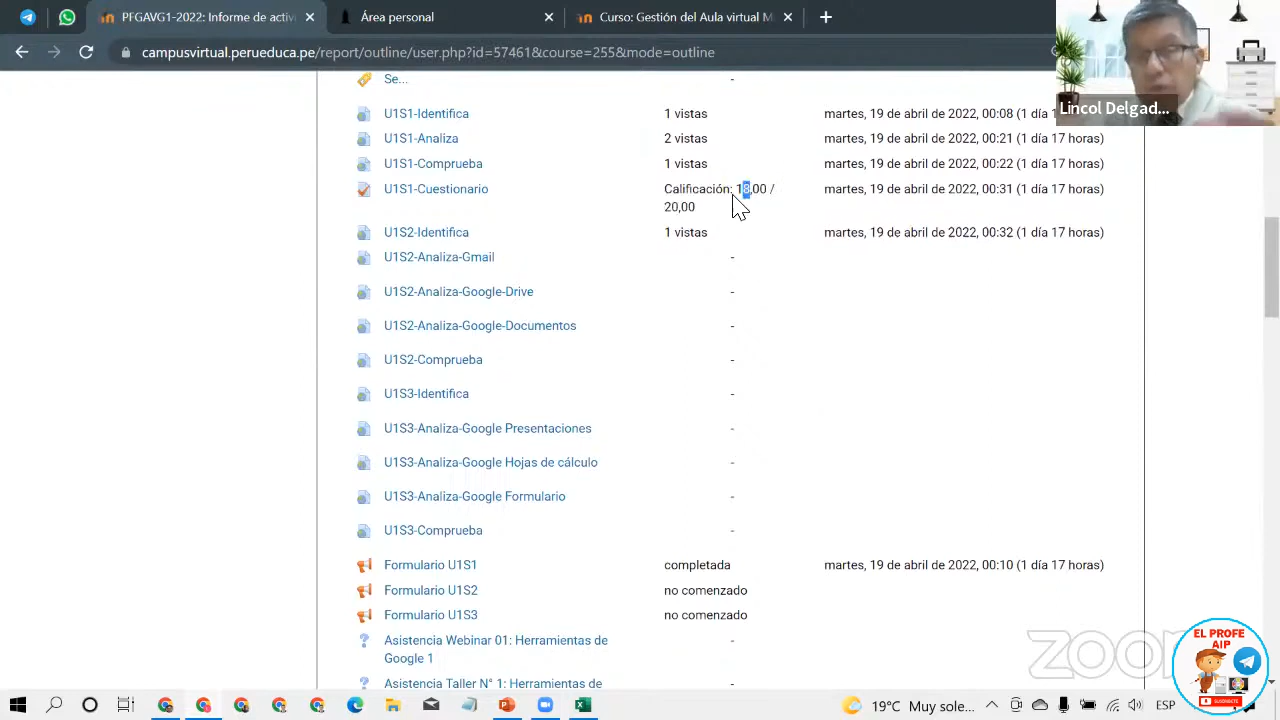 PFGAVG1-2022: Informe de activ
Área personal
Curso: Gestión del Aula virtual M
campusvirtual.perueduca.pe/report/outline/user.php?id=57461&course=255&mode=outline
Lincol Delgad...
Se... -
U1S1-Identifica 1 vistas martes, 19 de abril de 2022, 00:08 (1 día 17 horas)
U1S1-Analiza 2 vistas martes, 19 de abril de 2022, 00:21 (1 día 17 horas)
U1S1-Comprueba 1 vistas martes, 19 de abril de 2022, 00:22 (1 día 17 horas)
U1S1-Cuestionario Calificación: 18,00 / martes, 19 de abril de 2022, 00:31 (1 día 17 horas)
20,00
U1S2-Identifica 1 vistas martes, 19 de abril de 2022, 00:32 (1 día 17 horas)
U1S2-Analiza-Gmail -
U1S2-Analiza-Google-Drive -
U1S2-Analiza-Google-Documentos -
U1S2-Comprueba -
U1S3-Identifica -
U1S3-Analiza-Google Presentaciones -
U1S3-Analiza-Google Hojas de cálculo -
U1S3-Analiza-Google Formulario -
U1S3-Comprueba -
Formulario U1S1 completada martes, 19 de abril de 2022, 00:10 (1 día 17 horas)
Formulario U1S2 no comenzado
Formulario U1S3 no comenzado
Asistencia Webinar 01: Herramientas de -
Google 1
Asistencia Taller N° 1: Herramientas de -
zoom
EL PROFE
AIP
SUSCRIBETE
19°C Muy sol
ESP